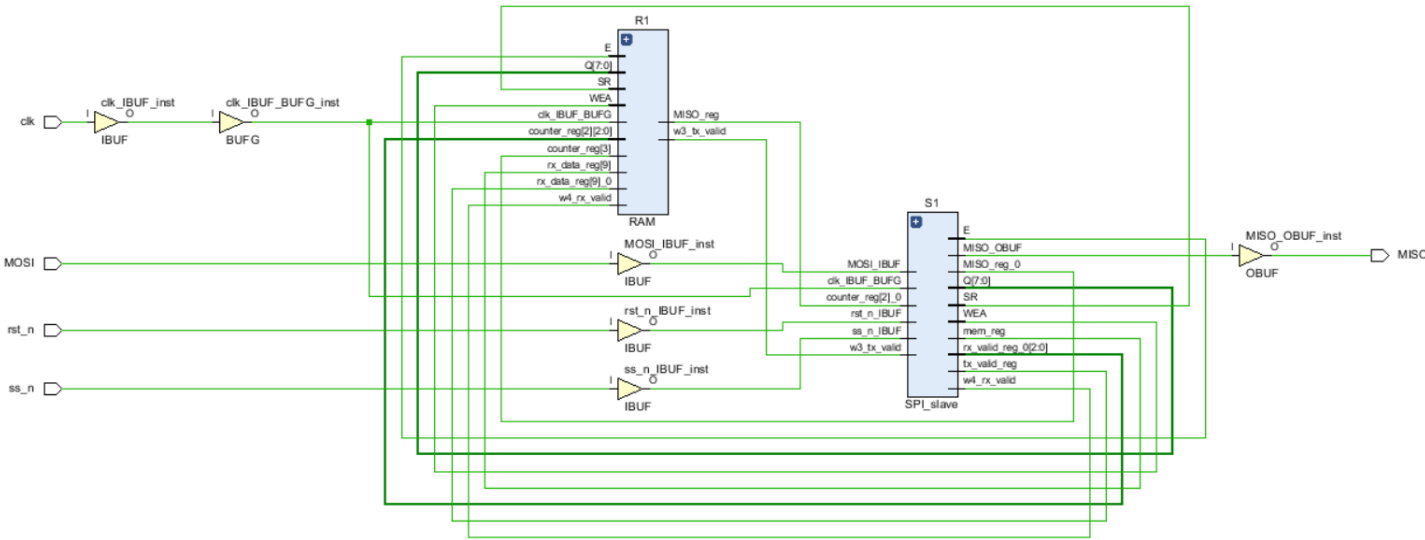 R1
E
Q[7:0]
SR
WEA
clk_IBUF_BUFG
counter_reg[2][2:0]
counter_reg[3]
rx_data_reg[9]
rx_data_reg[9]_0
w4_rx_valid
MISO_reg
w3_tx_valid
RAM
clk
I
clk_IBUF_inst
O
IBUF
I
clk_IBUF_BUFG_inst
O
BUFG
MOSI
I
MOSI_IBUF_inst
O
IBUF
rst_n
I
rst_n_IBUF_inst
O
IBUF
ss_n
I
ss_n_IBUF_inst
O
IBUF
S1
MOSI_IBUF
clk_IBUF_BUFG
counter_reg[2]_0
rst_n_IBUF
ss_n_IBUF
w3_tx_valid
E
MISO_OBUF
MISO_reg_0
Q[7:0]
SR
WEA
mem_reg
rx_valid_reg_0[2:0]
tx_valid_reg
w4_rx_valid
SPI_slave
I
MISO_OBUF_inst
O
OBUF
MISO